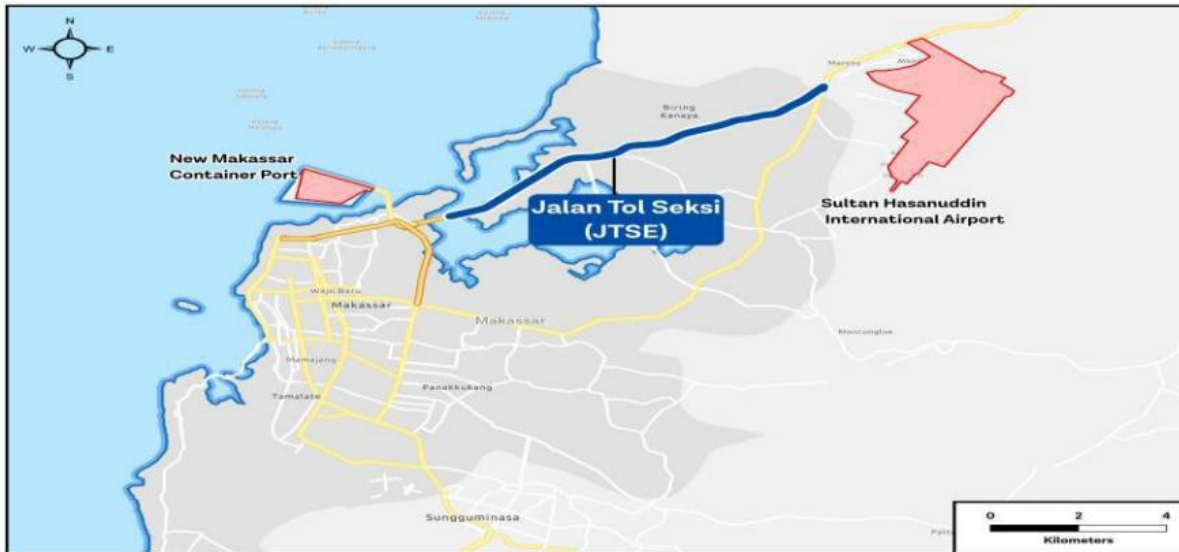 N
W E
S
Maros
Biring
Kanaya
New Makassar
Container Port
Jalan Tol Seksi
(JTSE)
Sultan Hasanuddin
International Airport
Wajo Baru
Makassar
Makassar
Moncongloe
Mamajang
Panakkukang
Tamalate
Sungguminasa
0 2 4
Kilometers